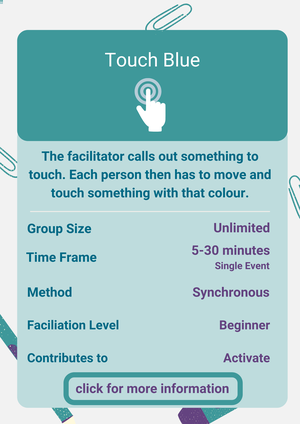 Touch Blue
The facilitator calls out something to
touch. Each person then has to move and
touch something with that colour.
Group Size Unlimited
Time Frame 5-30 minutes
Single Event
Method Synchronous
Faciliation Level Beginner
Contributes to Activate
click for more information